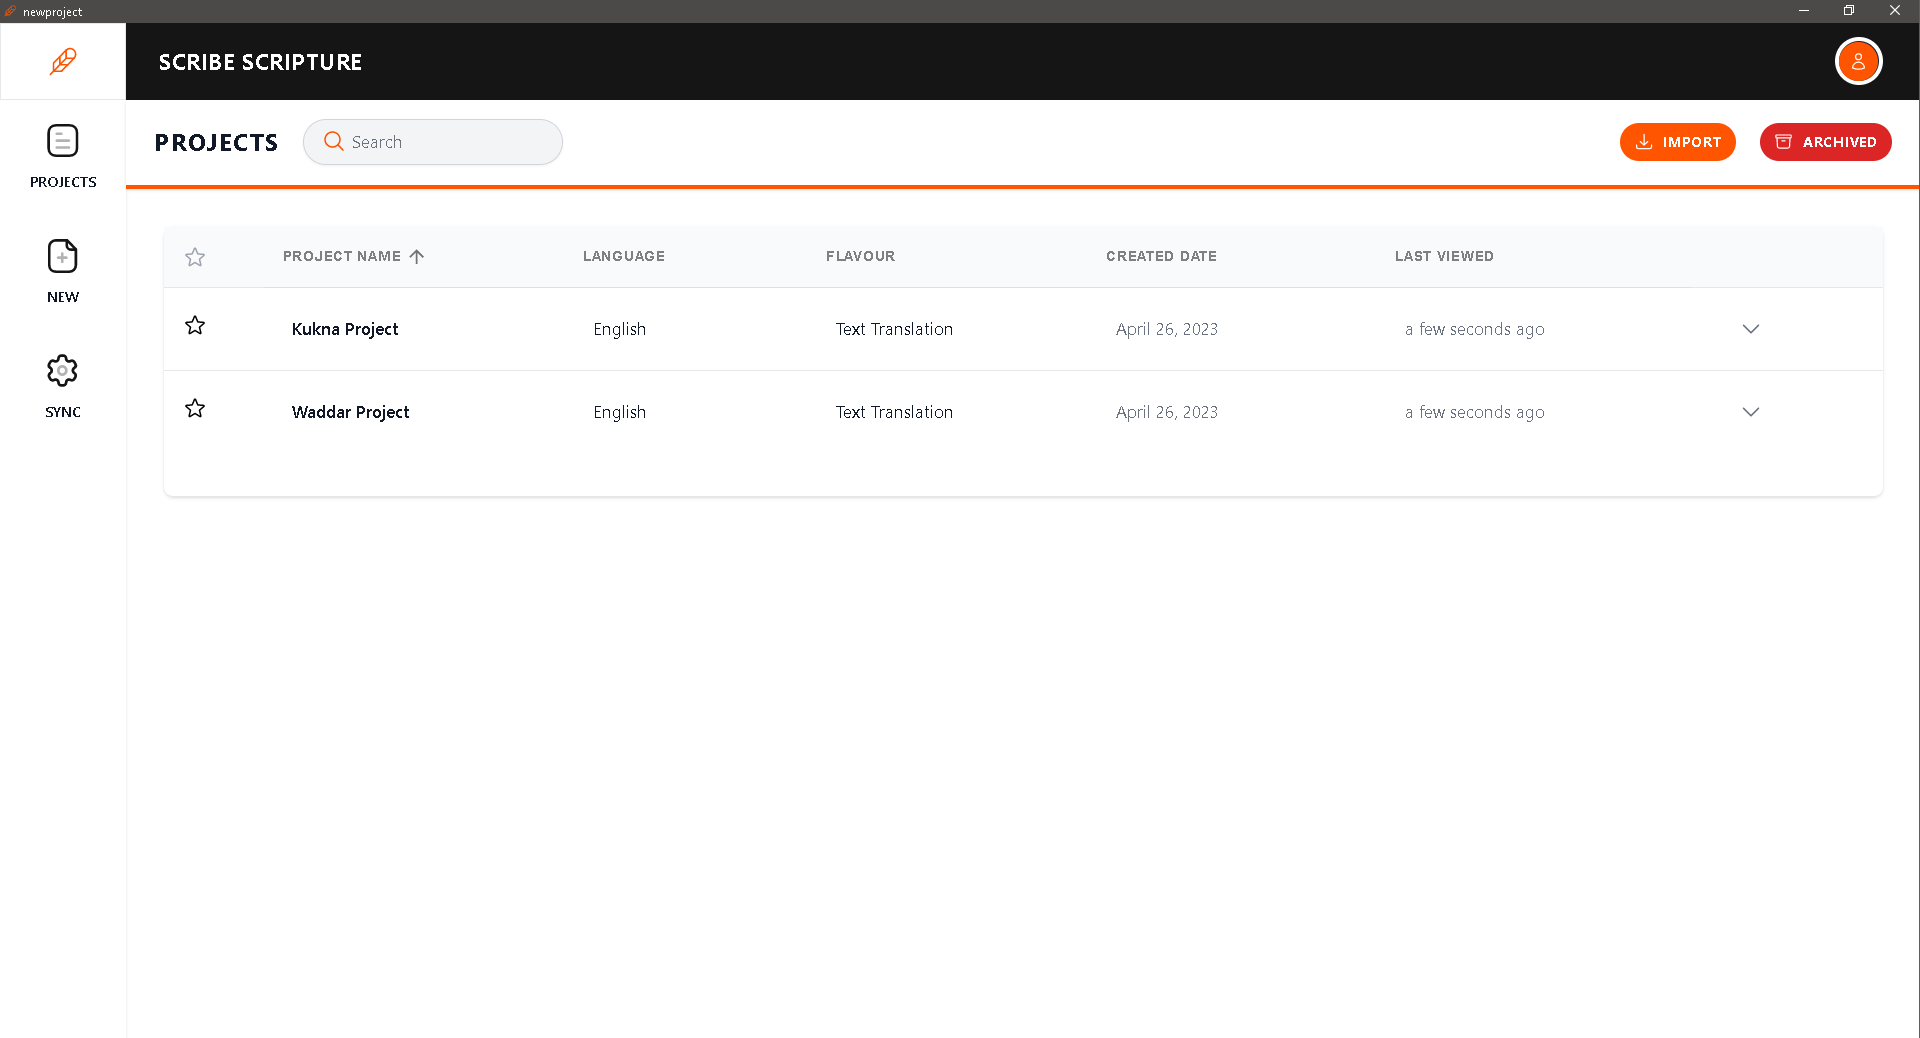 newproject
SCRIBE SCRIPTURE
PROJECTS
NEW
SYNC
PROJECTS
Search
IMPORT
ARCHIVED
PROJECT NAME LANGUAGE FLAVOUR CREATED DATE LAST VIEWED
Kukna Project English Text Translation April 26, 2023 a few seconds ago
Waddar Project English Text Translation April 26, 2023 a few seconds ago